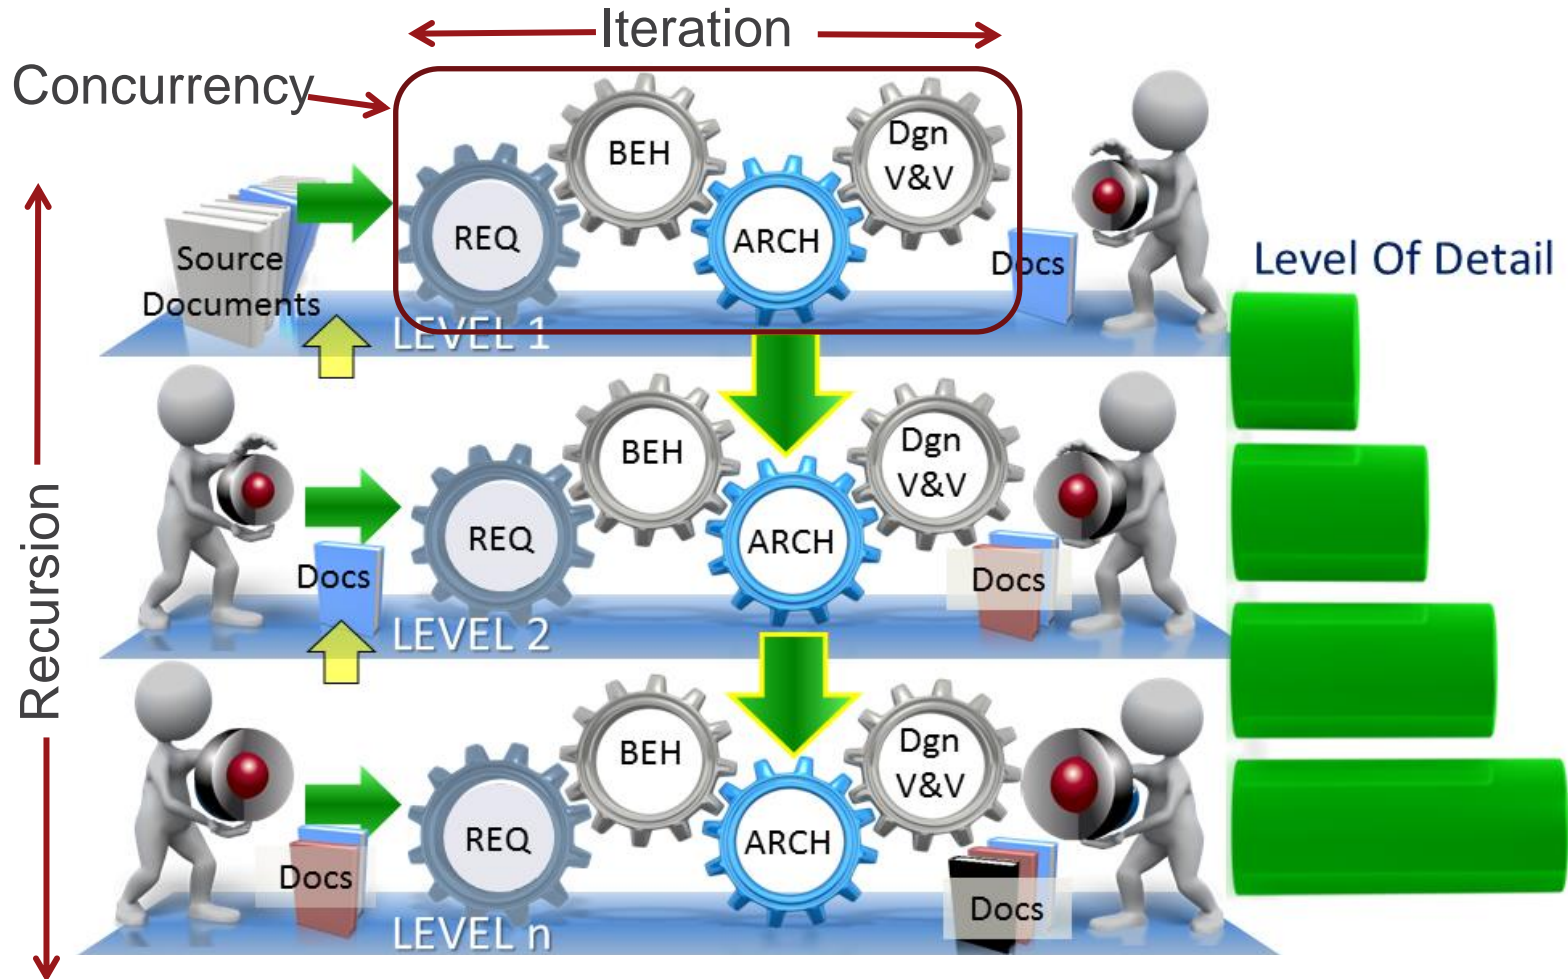 Iteration
Concurrency
BEH
Dgn
V&V
REQ
ARCH
Source
Documents
Docs
Level Of Detail
LEVEL 1
BEH
Dgn
V&V
REQ
ARCH
Docs
Docs
LEVEL 2
Recursion
BEH
Dgn
V&V
REQ
ARCH
Docs
Docs
LEVEL n